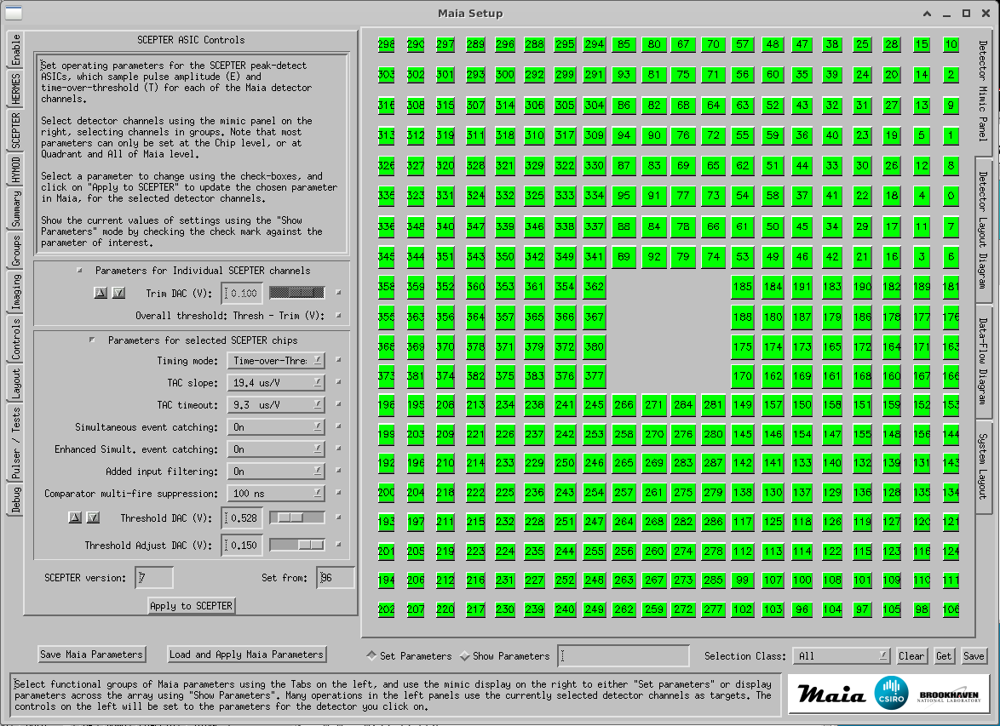 Maia Setup
Enable
HERMES
SCEPTER
HYMOD
Summary
Groups
Imaging
Controls
Layout
Pulser / Tests
Debug
SCEPTER ASIC Controls
Set operating parameters for the SCEPTER peak-detect
ASICs, which sample pulse amplitude (E) and
time-over-threshold (T) for each of the Maia detector
channels.
Select detector channels using the mimic panel on the
right, selecting channels in groups. Note that most
parameters can only be set at the Chip level, or at
Quadrant and All of Maia level.
Select a parameter to change using the check-boxes, and
click on "Apply to SCEPTER" to update the chosen parameter
in Maia, for the selected detector channels.
Show the current values of settings using the "Show
Parameters" mode by checking the check mark against the
parameter of interest.
Parameters for Individual SCEPTER channels
Trim DAC (V): 0.100
Overall threshold: Thresh - Trim (V):
Parameters for selected SCEPTER chips
Timing mode: Time-over-Thre:
TAC slope: 19.4 us/V
TAC timeout: 9.3 us/V
Simultaneous event catching: On
Enhanced Simult. event catching: On
Added input filtering: On
Comparator multi-fire suppression: 100 ns
Threshold DAC (V): 0.528
Threshold Adjust DAC (V): 0.150
SCEPTER version: 7 Set from: 96
Apply to SCEPTER
Save Maia Parameters Load and Apply Maia Parameters
298 290 297 289 296 288 295 294 85 80 67 70 57 48 47 38 25 28 15 10
303 302 301 293 300 292 299 291 93 81 75 71 56 60 35 39 24 20 14 2
316 308 315 307 314 306 305 304 86 82 68 64 63 52 43 32 31 27 13 9
313 312 319 311 318 310 317 309 94 90 76 72 55 59 36 40 23 19 5 1
326 327 320 328 321 329 322 330 87 83 69 65 62 51 44 33 30 26 12 8
335 323 331 324 332 325 333 334 95 91 77 73 54 58 37 41 22 18 4 0
336 348 340 347 339 346 338 337 88 84 78 66 61 50 45 34 29 17 11 7
345 344 351 343 350 342 349 341 89 92 79 74 53 49 46 42 21 16 3 6
358 359 352 360 353 361 354 362 185 184 191 183 190 182 189 181
355 363 356 364 357 365 366 367 188 180 187 179 186 178 177 176
368 369 370 378 371 379 372 380 175 174 173 165 172 164 171 163
373 381 374 382 375 383 376 377 170 162 169 161 168 160 167 166
198 195 208 213 234 238 241 245 266 271 284 281 149 157 150 158 151 159 152 153
199 203 209 221 226 237 242 253 258 270 276 280 145 146 154 147 155 148 156 144
192 196 210 214 233 229 250 246 265 269 283 287 142 141 133 140 132 139 131 143
200 204 218 222 225 236 243 254 257 261 275 279 138 130 137 129 136 128 135 134
193 197 211 215 232 228 251 247 264 268 282 286 117 125 118 126 119 127 120 121
201 205 219 223 224 235 244 255 256 260 274 278 112 113 114 122 115 123 116 124
194 206 212 216 231 227 252 248 263 267 273 285 99 107 100 108 101 109 110 111
202 207 220 217 230 239 240 249 262 259 272 277 102 103 96 104 97 105 98 106
Detector Mimic Panel
Detector Layout Diagram
Data-Flow Diagram
System Layout
Set Parameters Show Parameters Selection Class: All Clear Get Save
Select functional groups of Maia parameters using the Tabs on the left, and use the mimic display on the right to either "Set parameters" or display
parameters across the array using "Show Parameters". Many operations in the left panels use the currently selected detector channels as targets. The
controls on the left will be set to the parameters for the detector you click on.
Maia
CSIRO
BROOKHAVEN
NATIONAL LABORATORY